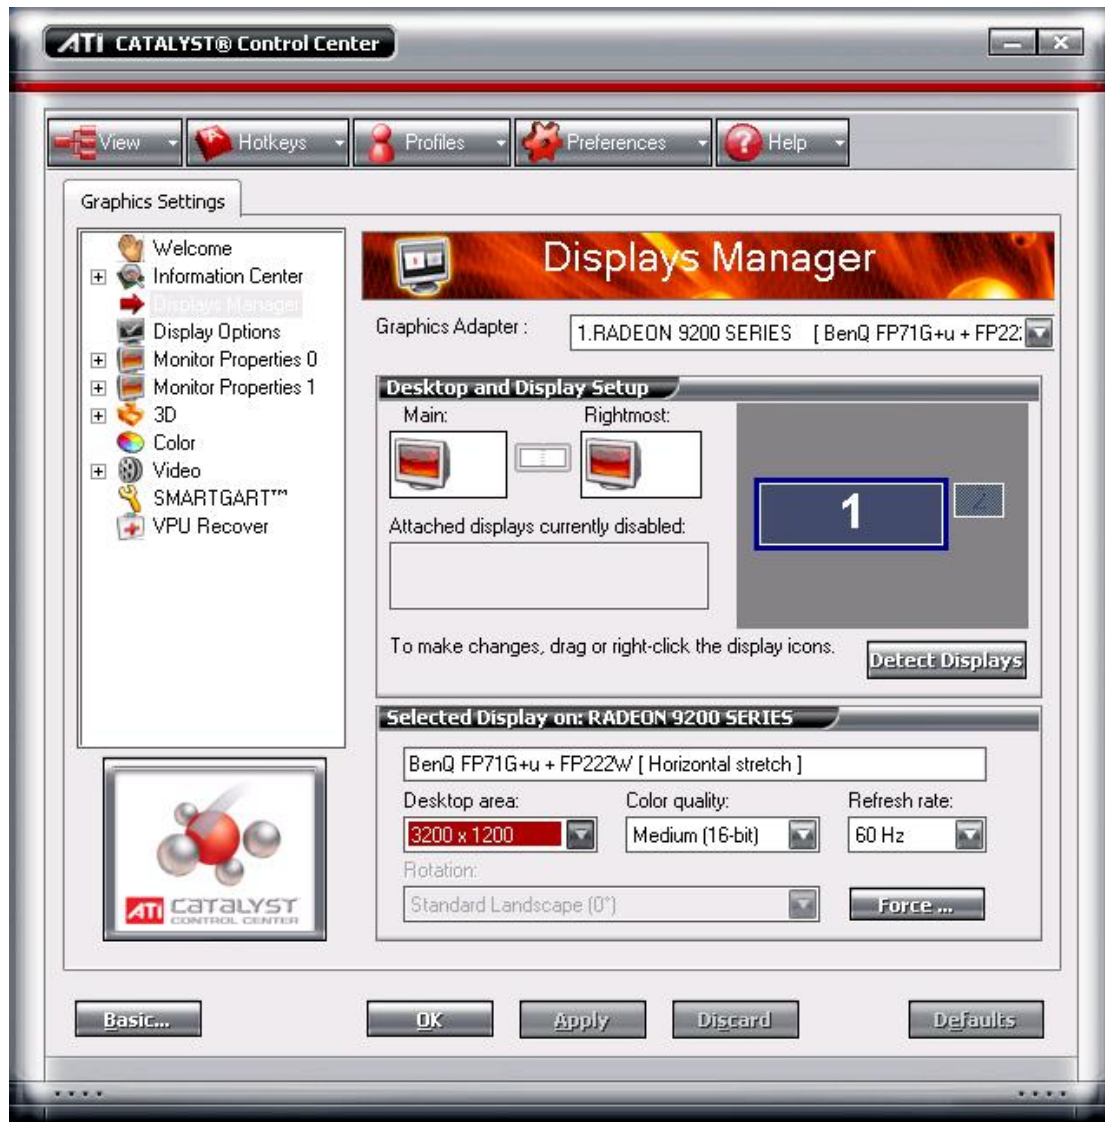 ATI CATALYST® Control Center
View Hotkeys Profiles Preferences Help
Graphics Settings
Welcome
Information Center
Displays Manager
Display Options
Monitor Properties 0
Monitor Properties 1
3D
Color
Video
SMARTGART™
VPU Recover
ATI CATALYST
CONTROL CENTER
Displays Manager
Graphics Adapter : 1.RADEON 9200 SERIES [ BenQ FP71G+u + FP22:
Desktop and Display Setup
Main: Rightmost:
1 2
Attached displays currently disabled:
To make changes, drag or right-click the display icons.
Detect Displays
Selected Display on: RADEON 9200 SERIES
BenQ FP71G+u + FP222W [ Horizontal stretch ]
Desktop area: Color quality: Refresh rate:
3200 x 1200 Medium (16-bit) 60 Hz
Rotation:
Standard Landscape (0°) Force ...
Basic... OK Apply Discard Defaults